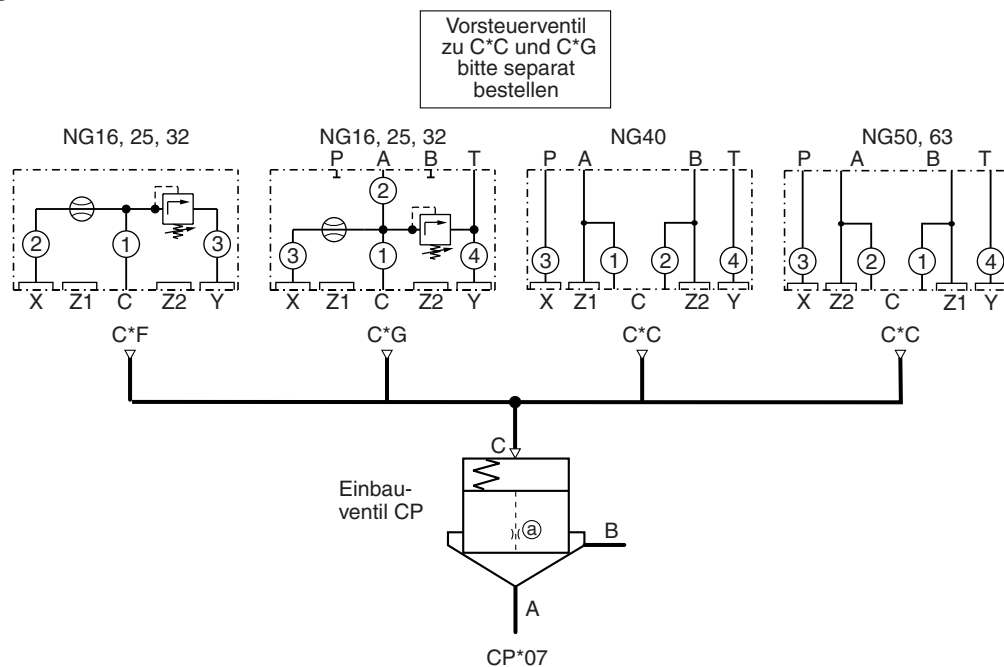 Vorsteuerventil
zu C*C und C*G
bitte separat
bestellen
NG16, 25, 32
2
1
3
X Z1 C Z2 Y
C*F
NG16, 25, 32
P A B T
2
3
1
4
X Z1 C Z2 Y
C*G
NG40
P A B T
3
1
2
4
X Z1 C Z2 Y
C*C
NG50, 63
P A B T
3
2
1
4
X Z2 C Z1 Y
C*C
C
Einbau-
ventil CP
a
B
A
CP*07